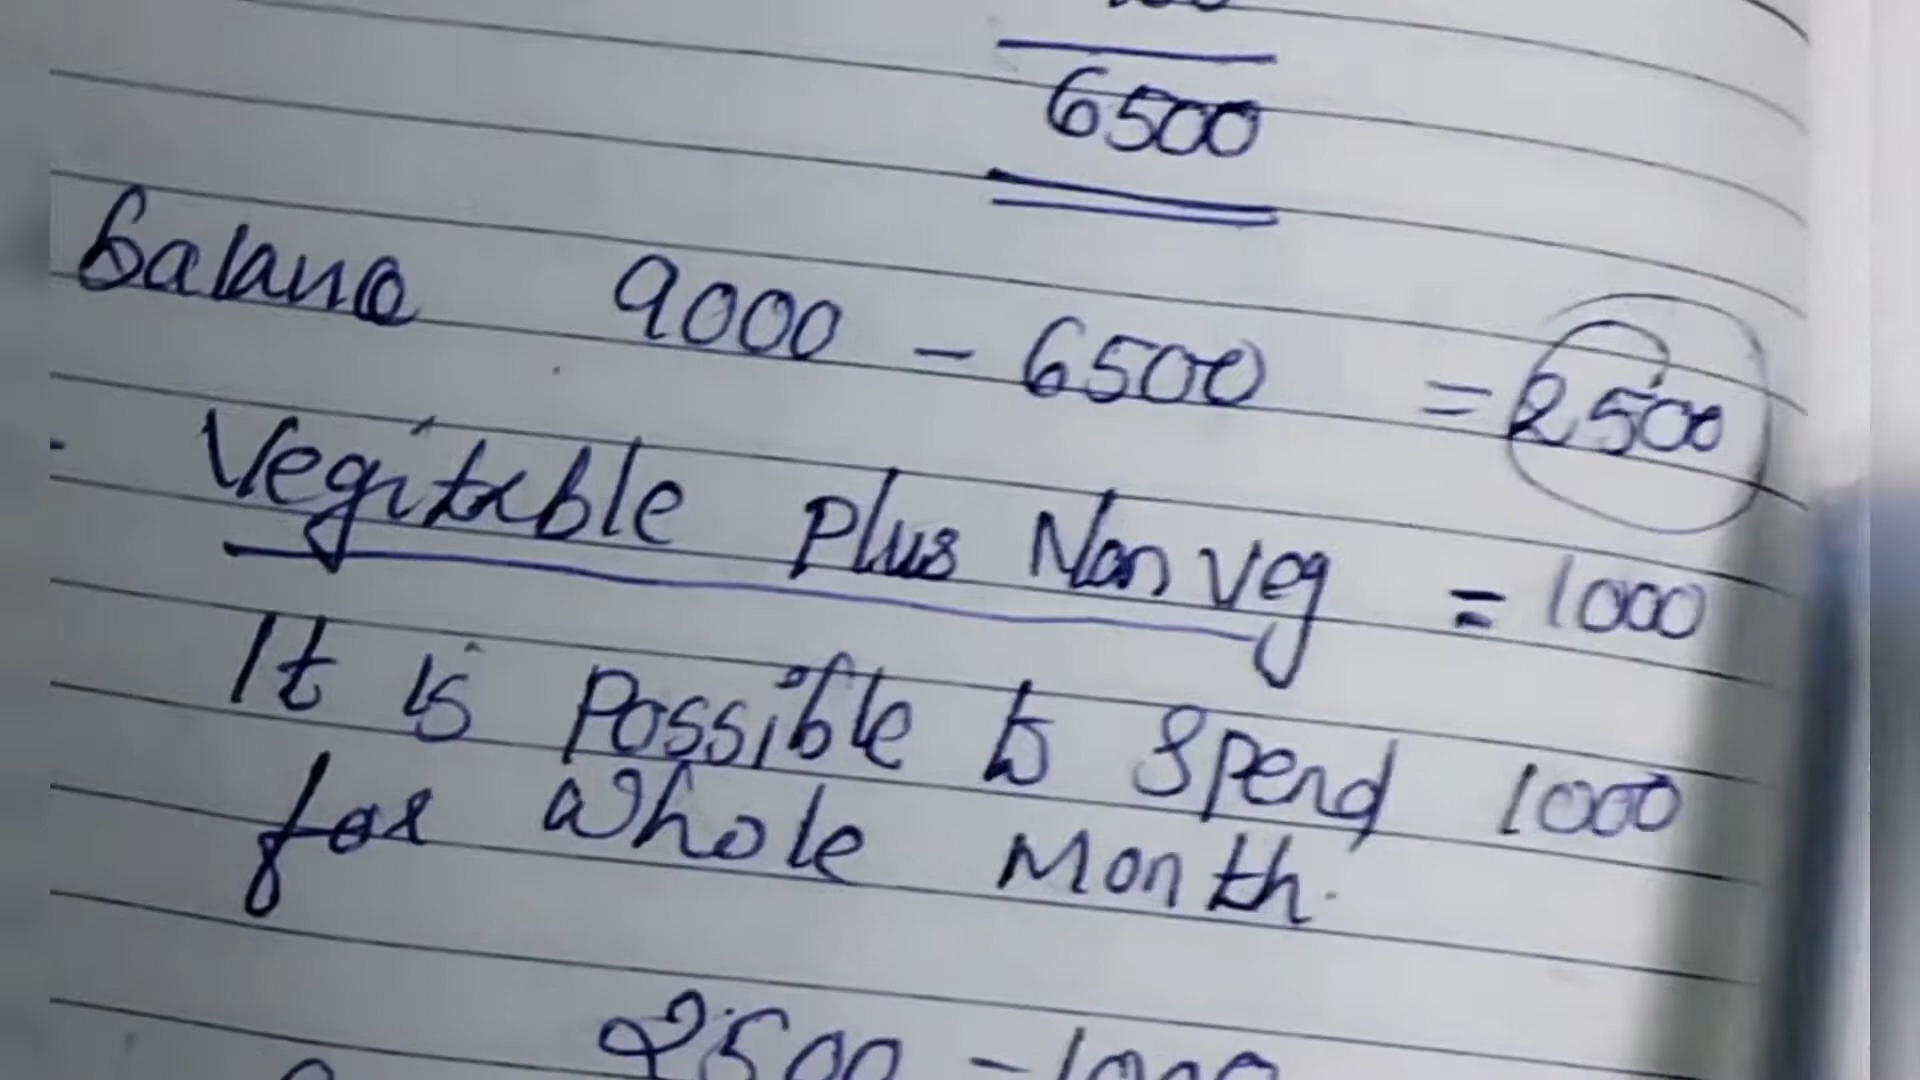 6500
balance 9000 - 6500 = 2500
Vegitable Plus Non Veg = 1000
It is Possible to Spend 1000
for whole Month.
2500 - 1000